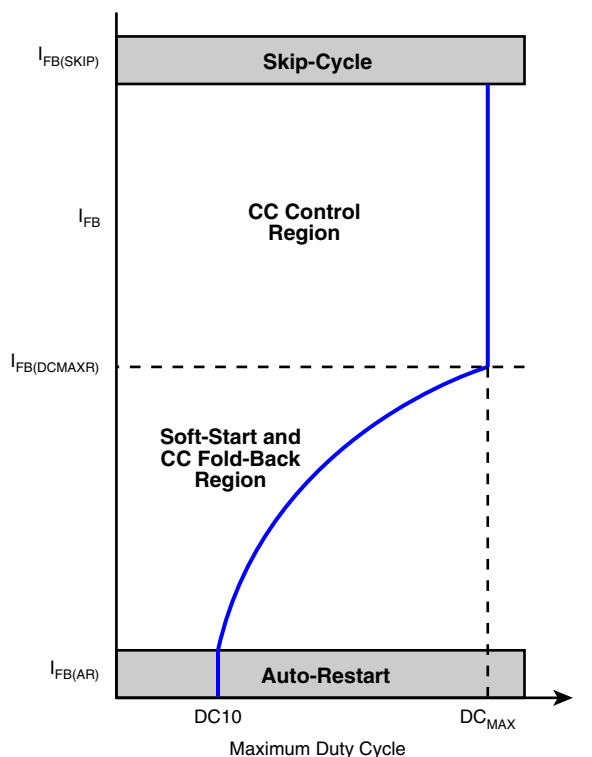 I_FB(SKIP)
Skip-Cycle
I_FB
CC Control
Region
I_FB(DCMAXR)
Soft-Start and
CC Fold-Back
Region
I_FB(AR)
Auto-Restart
DC10
DC_MAX
Maximum Duty Cycle